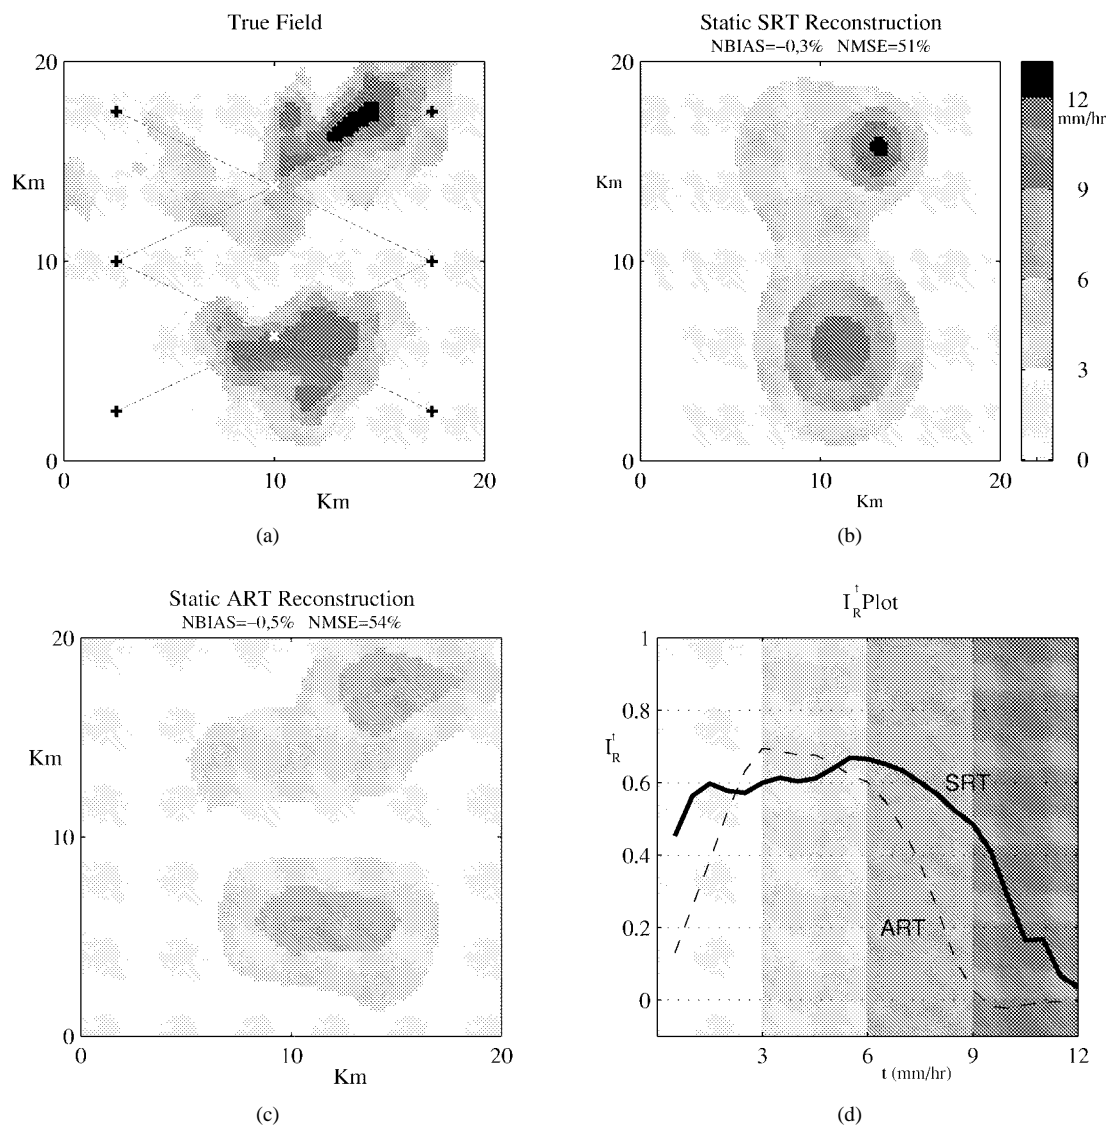 True Field
20
Km
10
0
0
10
20
Km
(a)
Static SRT Reconstruction
NBIAS=−0,3% NMSE=51%
20
Km
10
0
0
10
20
Km
12
mm/hr
9
6
3
0
(b)
Static ART Reconstruction
NBIAS=−0,5% NMSE=54%
20
Km
10
0
0
10
20
Km
(c)
I_R^t Plot
1
0.8
I_R^t
0.6
0.4
0.2
0
SRT
ART
3
6
9
12
t (mm/hr)
(d)